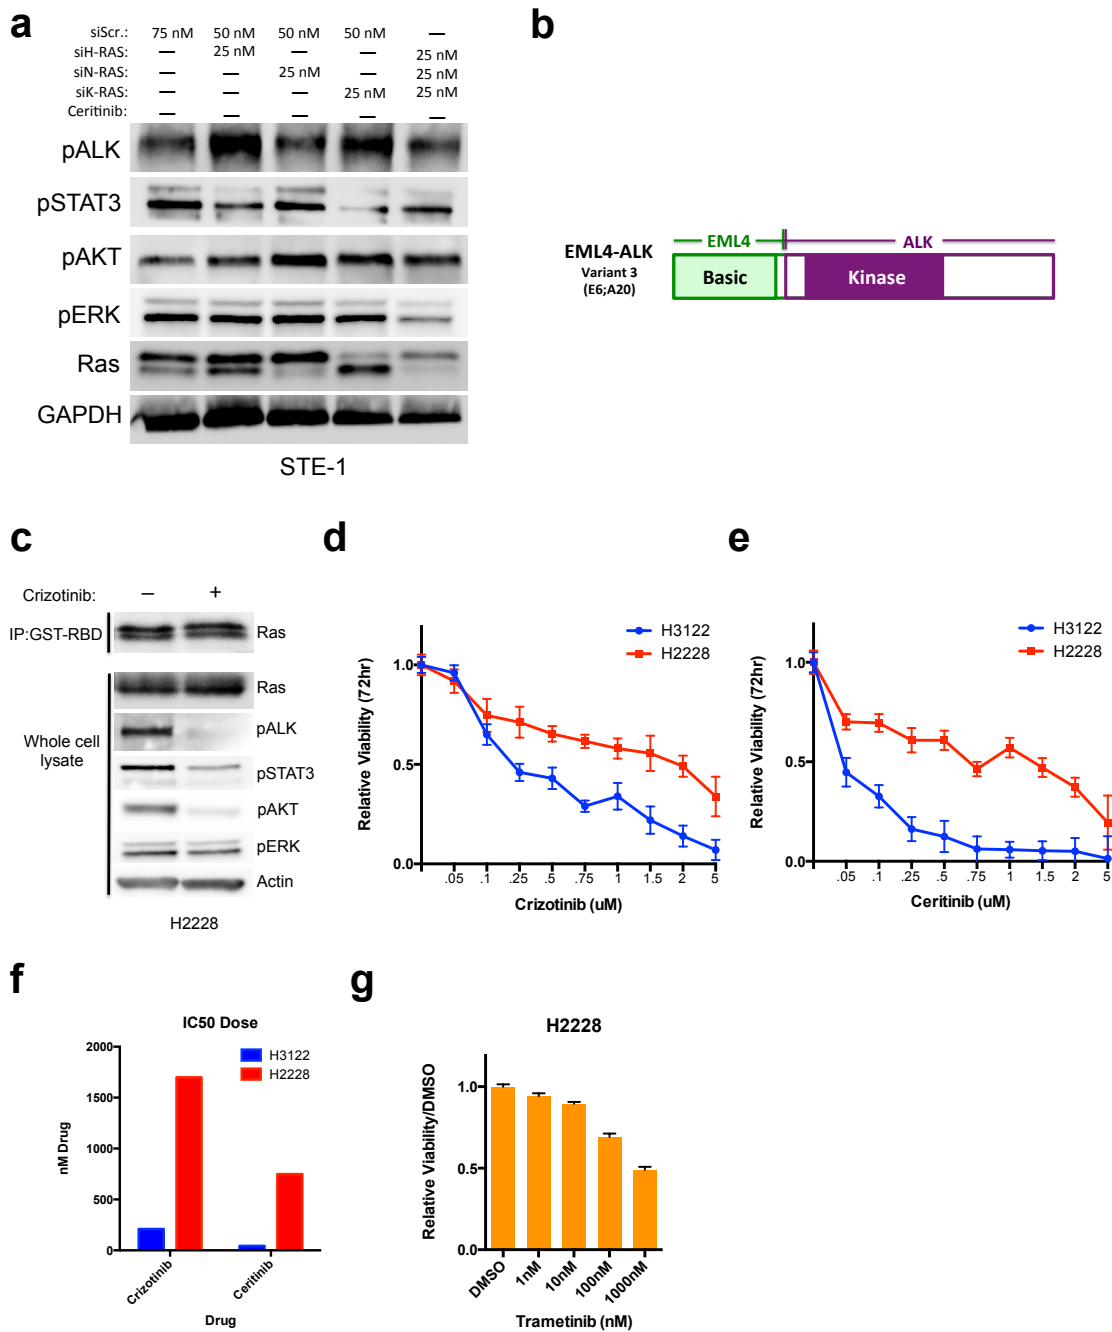 a
siScr.: 75 nM 50 nM 50 nM 50 nM —
siH-RAS: — 25 nM — — 25 nM
siN-RAS: — — 25 nM — 25 nM
siK-RAS: — — — 25 nM 25 nM
Ceritinib: — — — — —
pALK
pSTAT3
pAKT
pERK
Ras
GAPDH
STE-1
b
EML4 ALK
EML4-ALK
Variant 3
(E6;A20)
Basic Kinase
c
Crizotinib: — +
IP:GST-RBD Ras
Whole cell
lysate
Ras
pALK
pSTAT3
pAKT
pERK
Actin
H2228
d
H3122
H2228
Relative Viability (72hr)
1.0
0.5
0.0
.05 .1 .25 .5 .75 1 1.5 2 5
Crizotinib (uM)
e
H3122
H2228
Relative Viability (72hr)
1.0
0.5
0.0
.05 .1 .25 .5 .75 1 1.5 2 5
Ceritinib (uM)
f
IC50 Dose
H3122
H2228
nM Drug
2000
1500
1000
500
0
Crizotinib Ceritinib
Drug
g
H2228
Relative Viability/DMSO
1.0
0.5
0.0
DMSO 1nM 10nM 100nM 1000nM
Trametinib (nM)